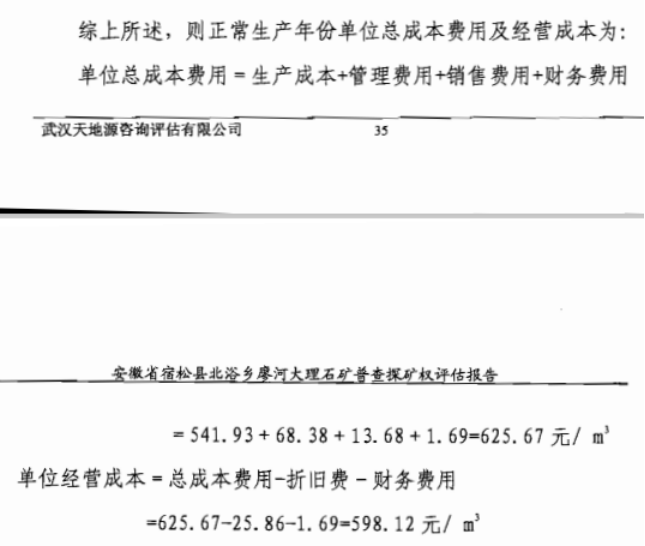 综上所述，则正常生产年份单位总成本费用及经营成本为：
单位总成本费用＝生产成本+管理费用+销售费用+财务费用
武汉天地源咨询评估有限公司 35
安徽省宿松县北浴乡廖河大理石矿普查探矿权评估报告
＝541.93＋68.38＋13.68＋1.69=625.67 元/ m³
单位经营成本＝总成本费用-折旧费－财务费用
=625.67-25.86-1.69=598.12 元/ m³